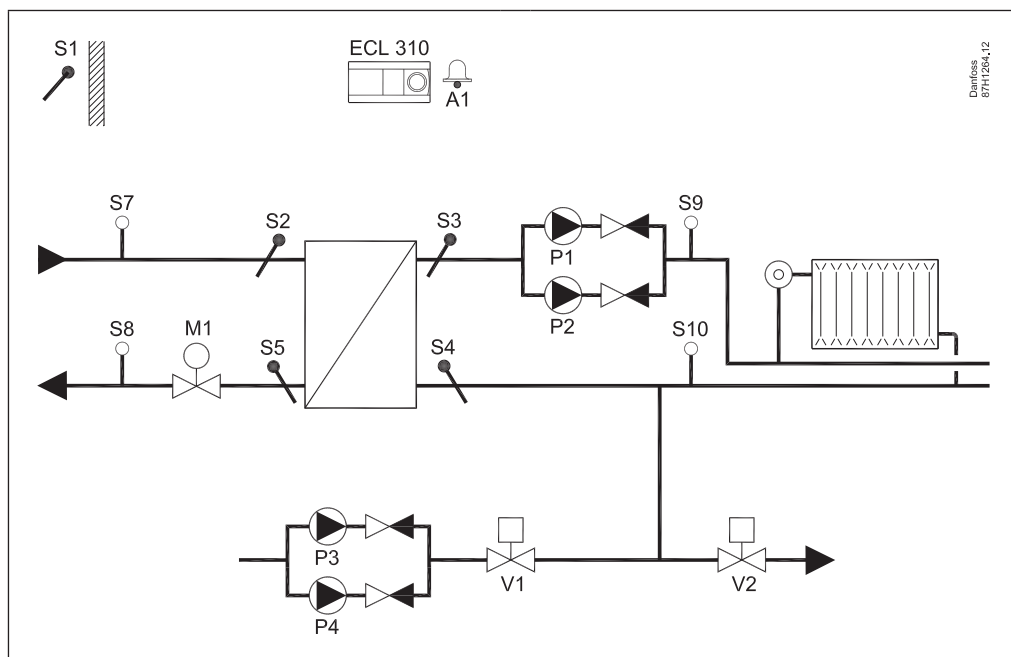 S1
ECL 310
A1
Danfoss
87H1264.12
S7
S2
S3
P1
S9
P2
S8
M1
S5
S4
S10
P3
V1
V2
P4